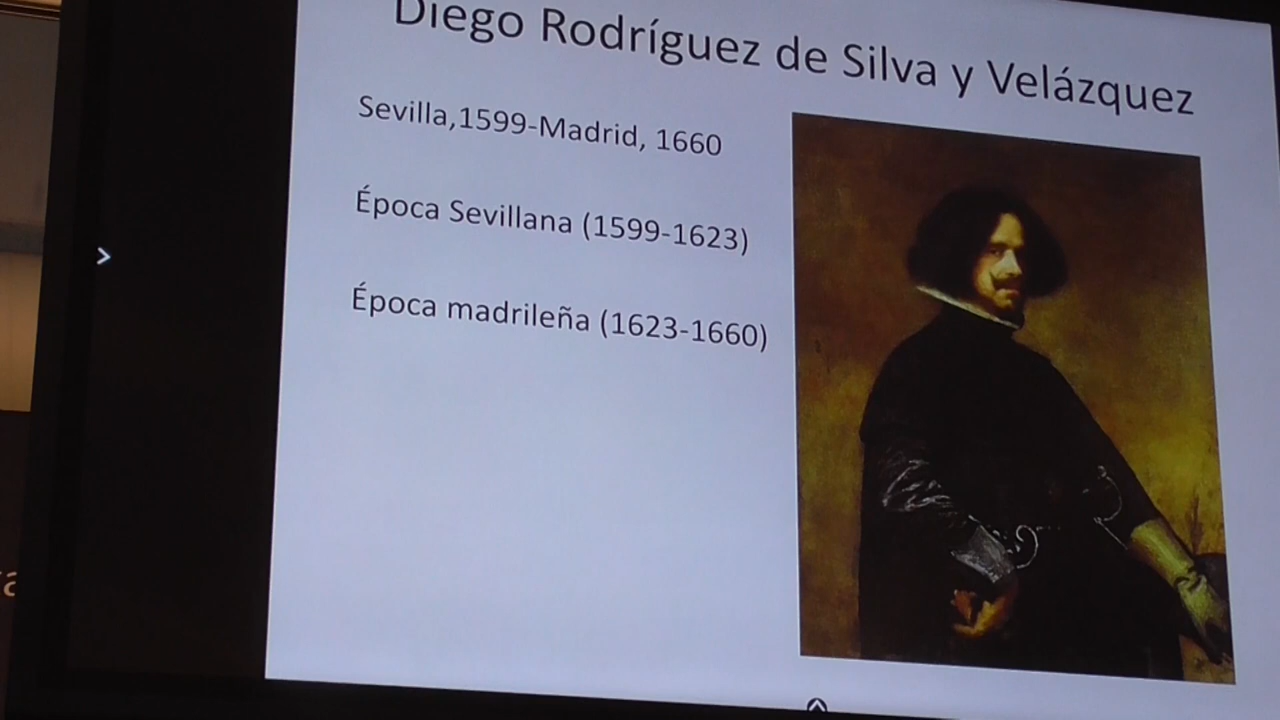 Diego Rodríguez de Silva y Velázquez
Sevilla,1599-Madrid, 1660
Época Sevillana (1599-1623)
Época madrileña (1623-1660)